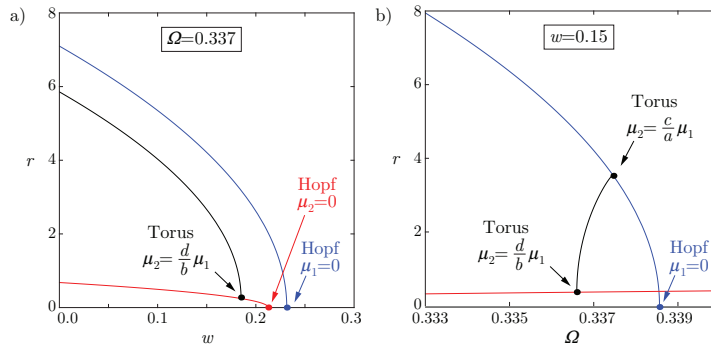 a)
Ω=0.337
8
6
4
2
0
r
0.0
0.1
0.2
0.3
w
Torus
μ₂= d/b μ₁
Hopf
μ₂=0
Hopf
μ₁=0
b)
w=0.15
8
6
4
2
0
r
0.333
0.335
0.337
0.339
Ω
Torus
μ₂= c/a μ₁
Torus
μ₂= d/b μ₁
Hopf
μ₁=0